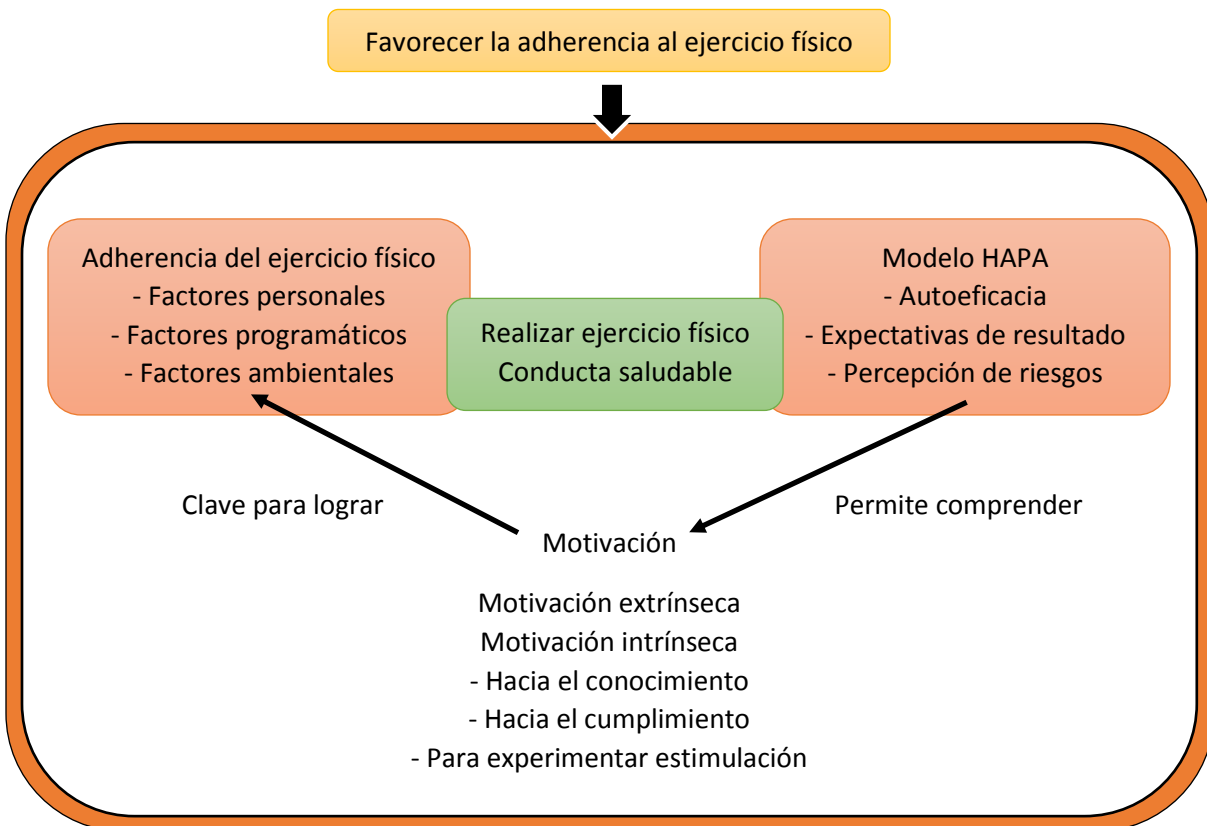 Favorecer la adherencia al ejercicio físico
Adherencia del ejercicio físico
- Factores personales
- Factores programáticos
- Factores ambientales
Realizar ejercicio físico
Conducta saludable
Modelo HAPA
- Autoeficacia
- Expectativas de resultado
- Percepción de riesgos
Clave para lograr
Permite comprender
Motivación
Motivación extrínseca
Motivación intrínseca
- Hacia el conocimiento
- Hacia el cumplimiento
- Para experimentar estimulación